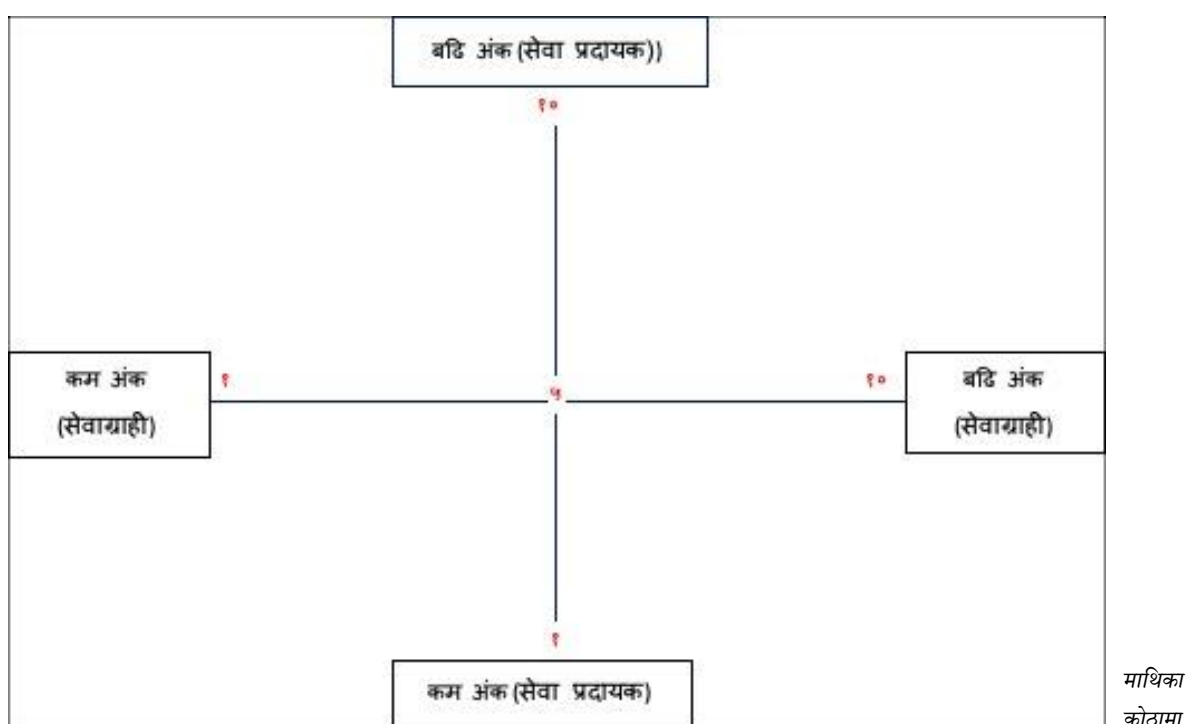 बढि अंक (सेवा प्रदायक))
१०
कम अंक
(सेवाग्राही)
१
५
१०
बढि अंक
(सेवाग्राही)
१
कम अंक (सेवा प्रदायक)
माथिका
कोठामा